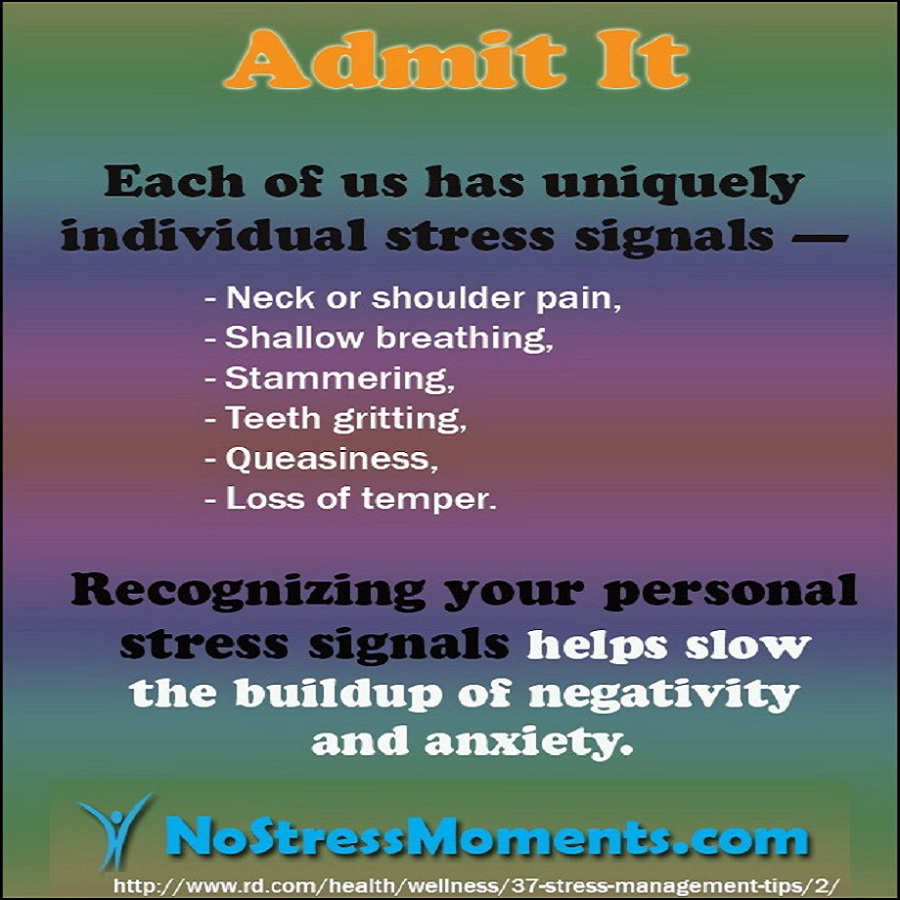 Admit It
Each of us has uniquely
individual stress signals —
- Neck or shoulder pain,
- Shallow breathing,
- Stammering,
- Teeth gritting,
- Queasiness,
- Loss of temper.
Recognizing your personal
stress signals helps slow
the buildup of negativity
and anxiety.
NoStressMoments.com
http://www.rd.com/health/wellness/37-stress-management-tips/2/